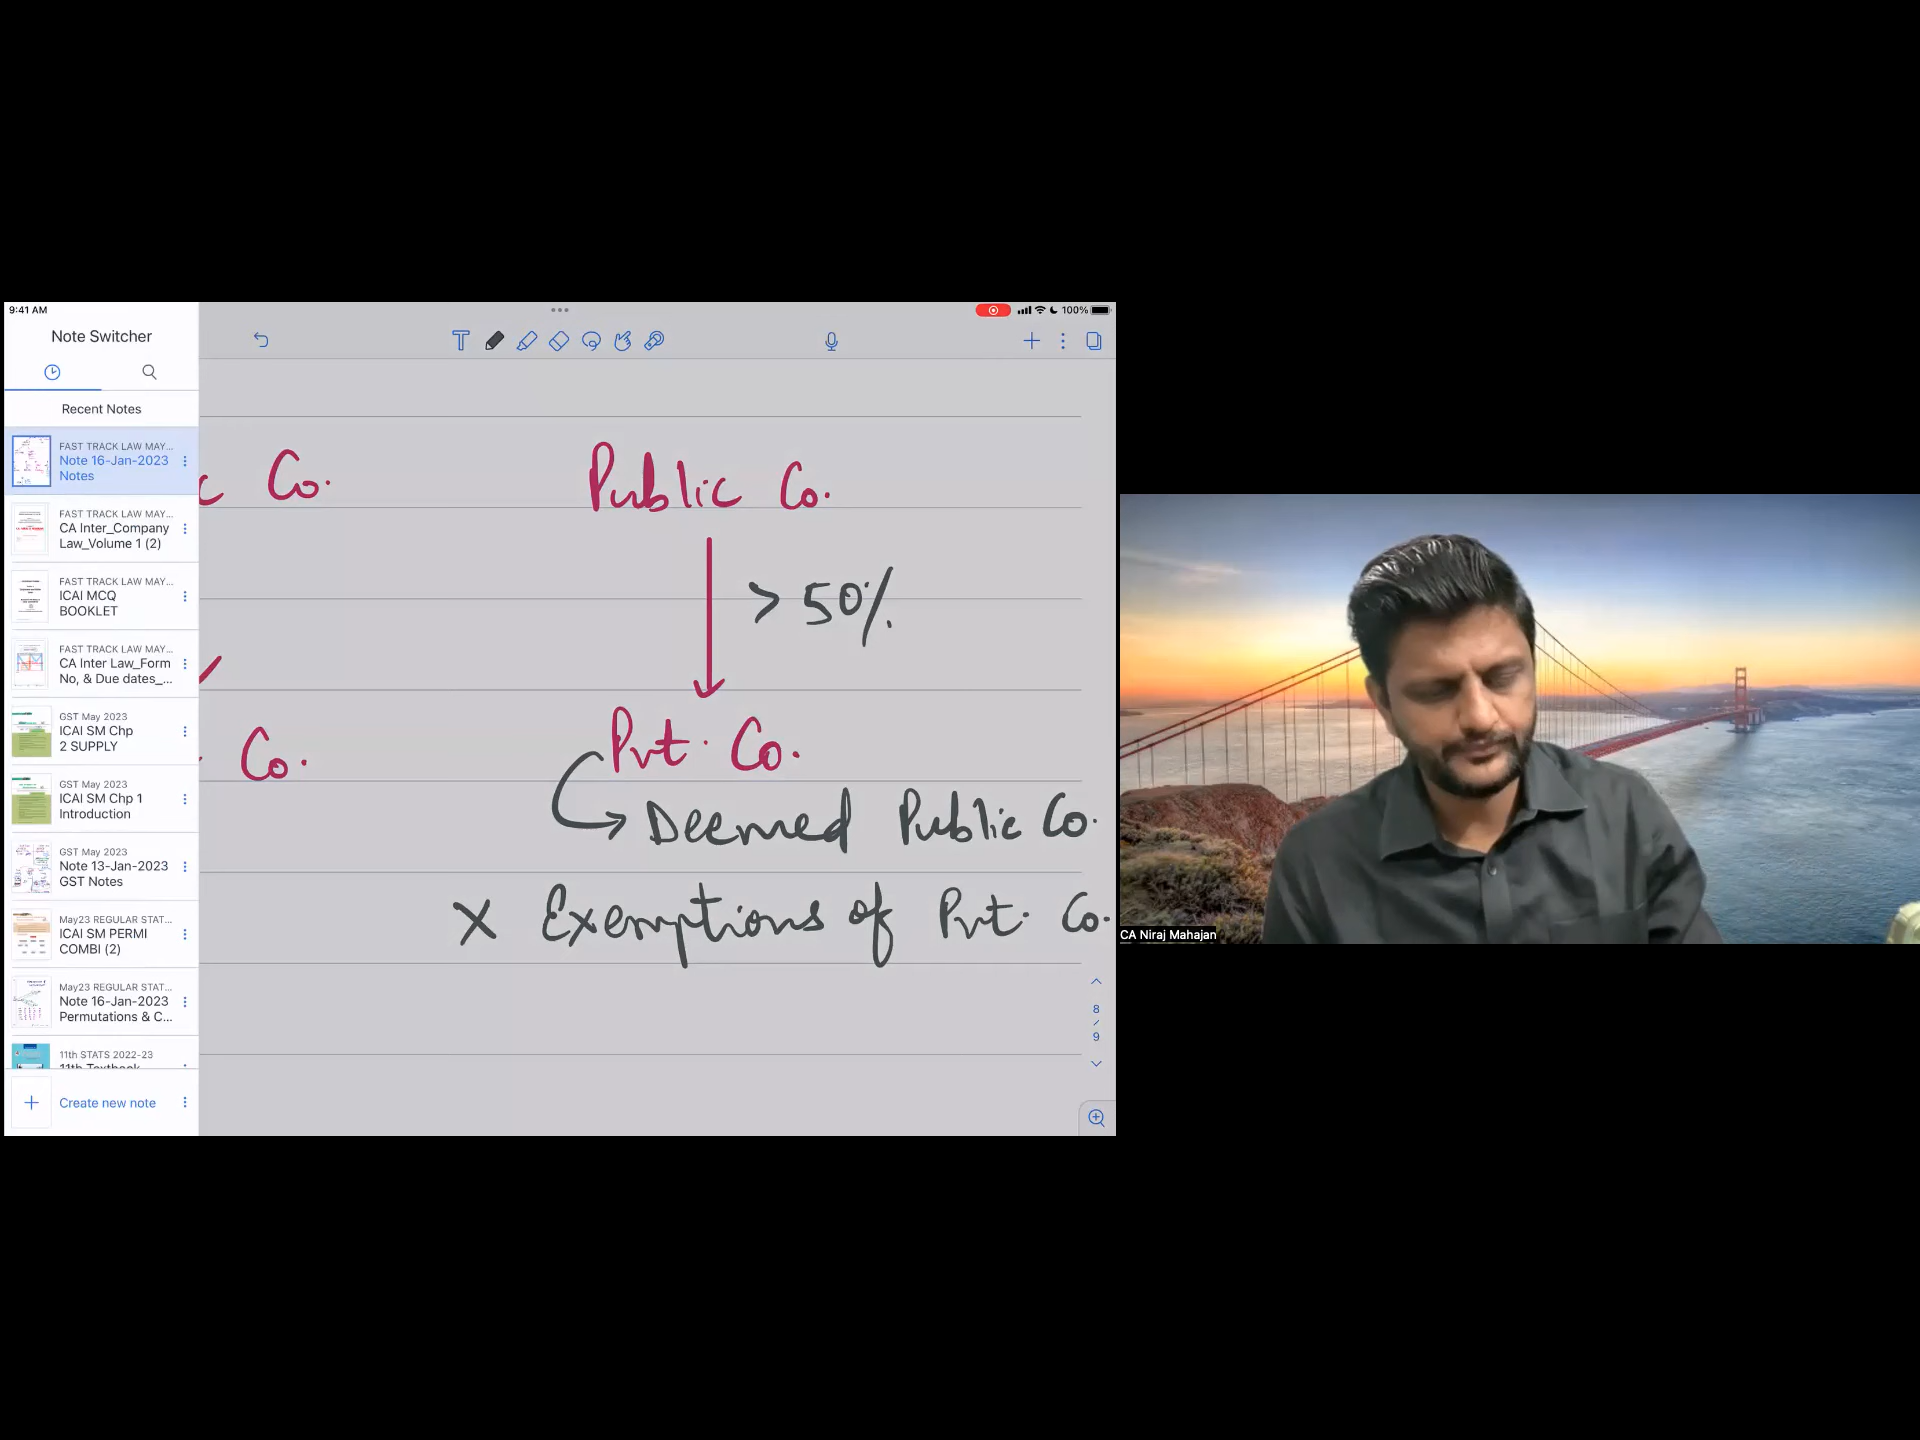 9:41 AM
100%
Note Switcher
Recent Notes
FAST TRACK LAW MAY...
Note 16-Jan-2023
Notes
FAST TRACK LAW MAY...
CA Inter_Company
Law_Volume 1 (2)
FAST TRACK LAW MAY...
ICAI MCQ
BOOKLET
FAST TRACK LAW MAY...
CA Inter Law_Form
No, & Due dates_...
GST May 2023
ICAI SM Chp
2 SUPPLY
GST May 2023
ICAI SM Chp 1
Introduction
GST May 2023
Note 13-Jan-2023
GST Notes
May23 REGULAR STAT...
ICAI SM PERMI
COMBI (2)
May23 REGULAR STAT...
Note 16-Jan-2023
Permutations & C...
11th STATS 2022-23
11th Textbook
Create new note
c Co.
Public Co.
> 50%
Co.
Pvt. Co.
Deemed Public Co.
X Exemptions of Pvt. Co.
8
/
9
CA Niraj Mahajan